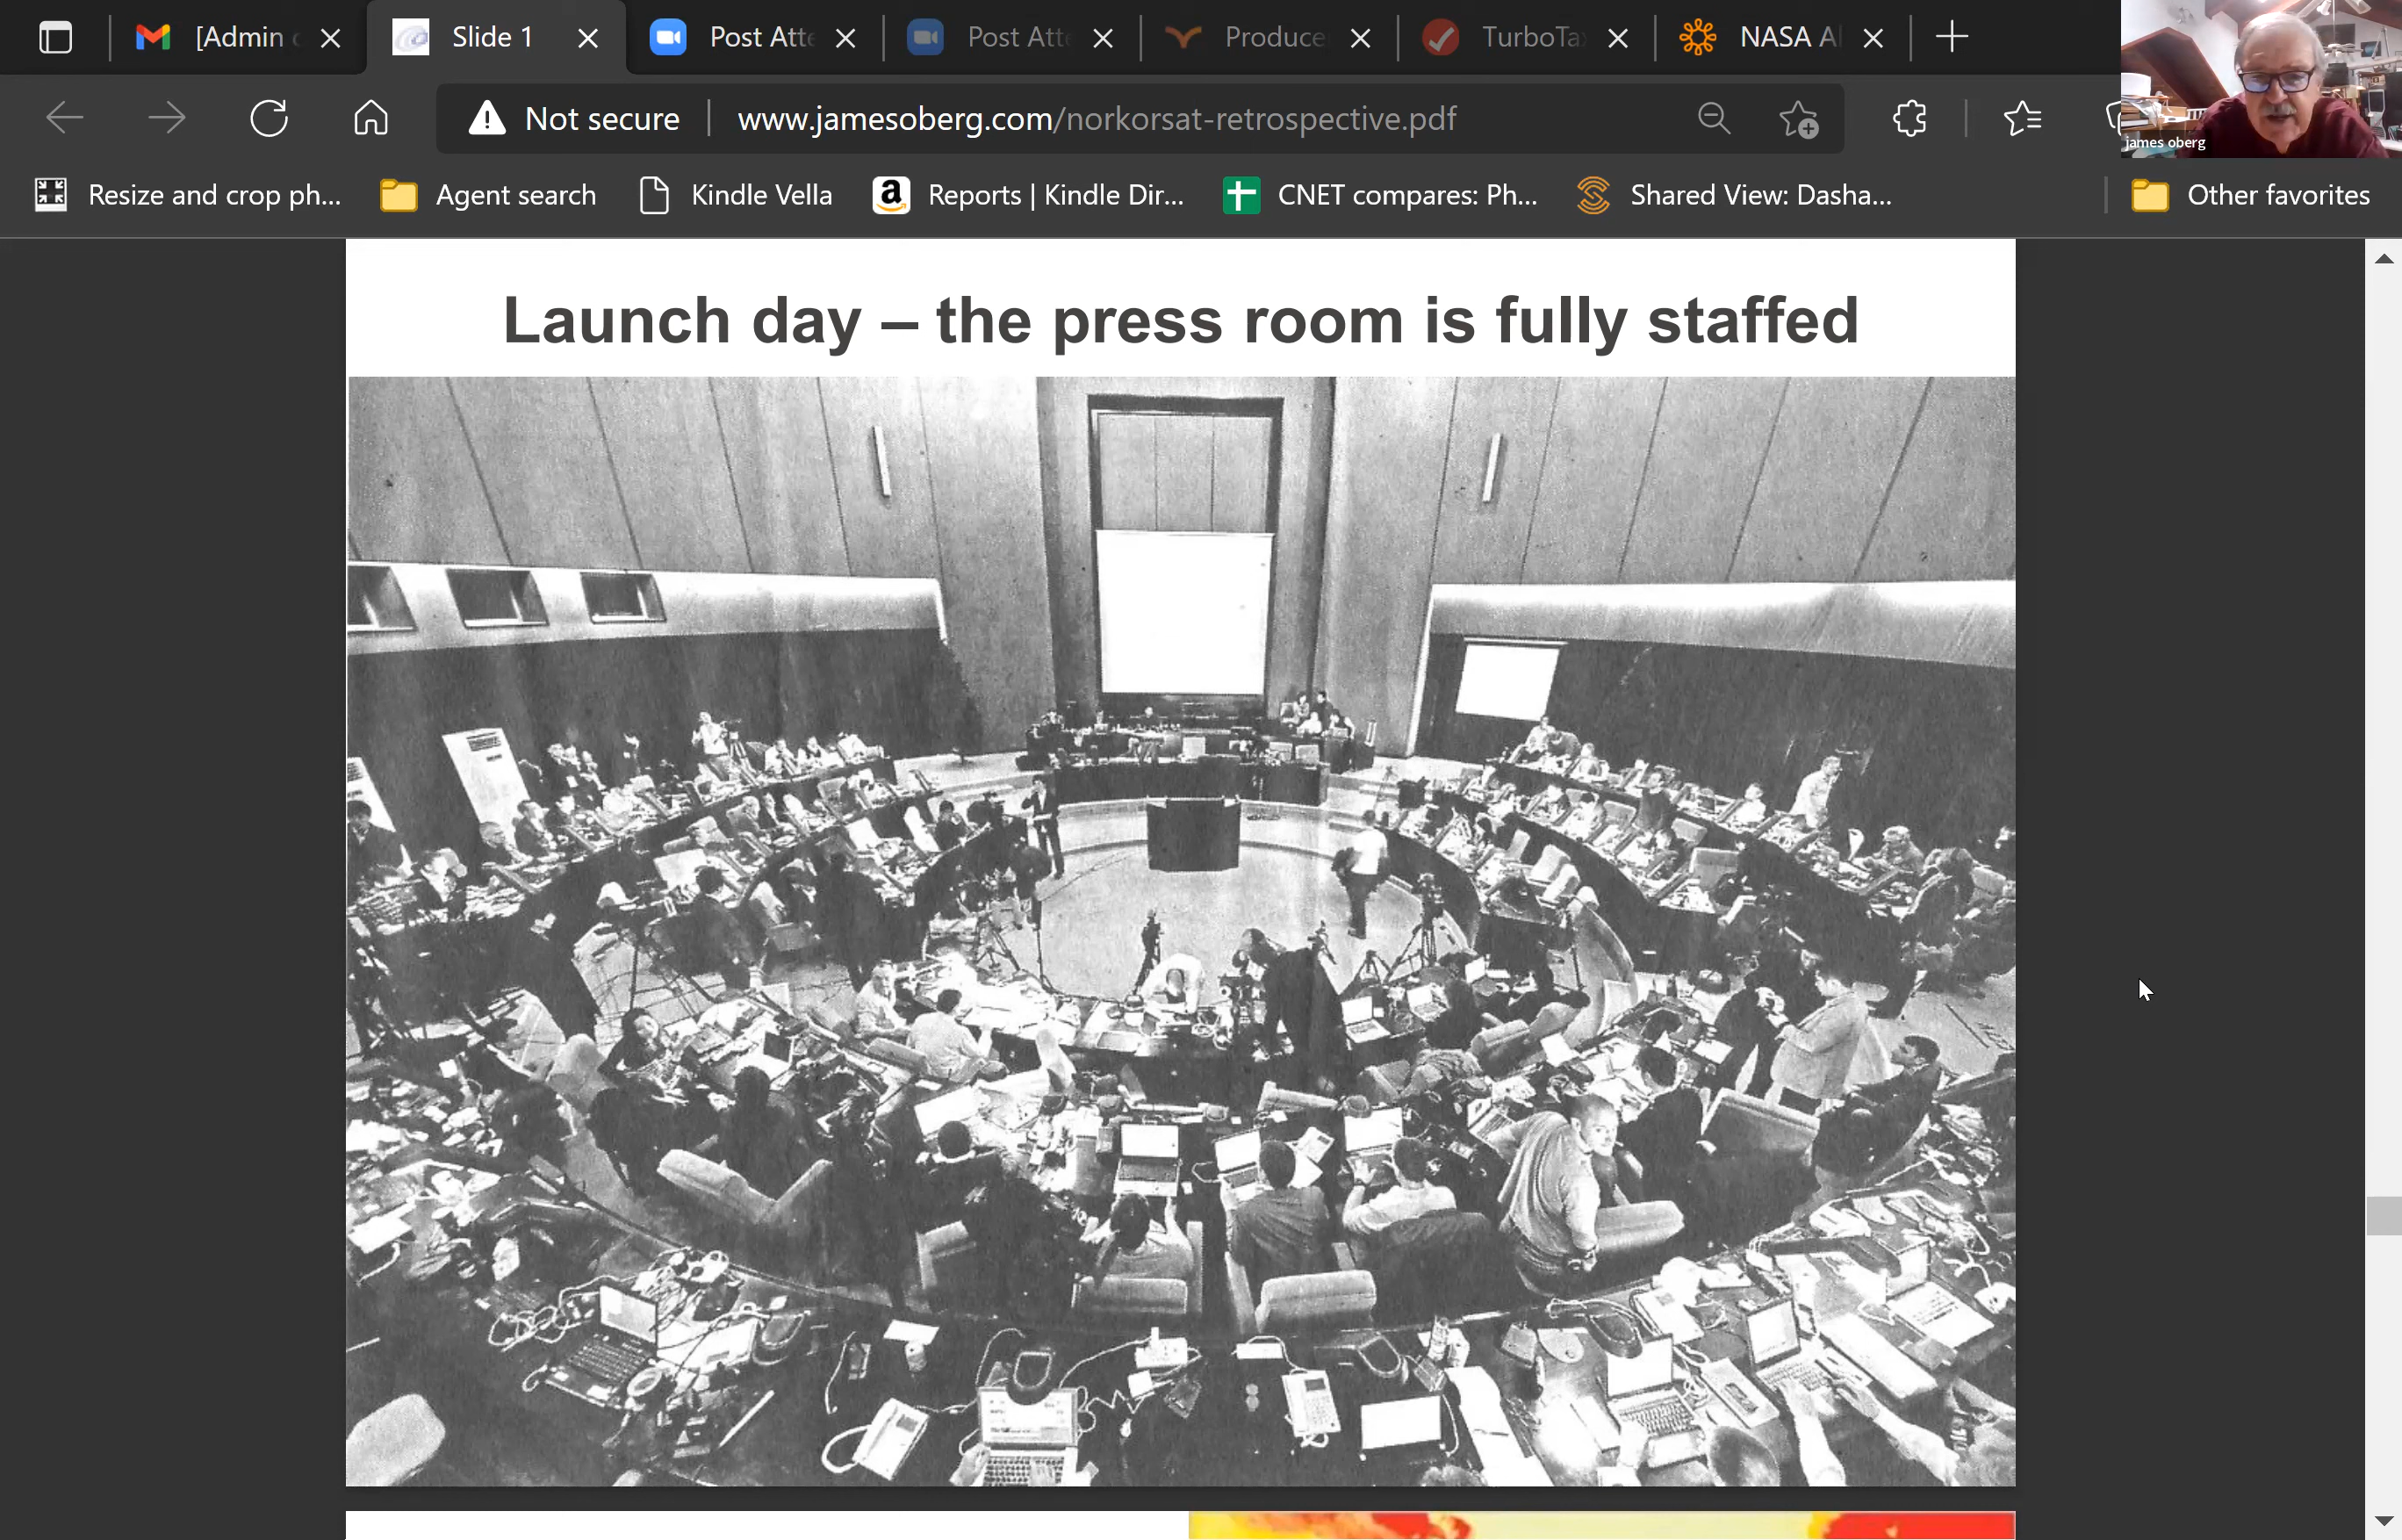 [Admin
Slide 1
Post Atte
Post Atte
Produce
TurboTa
NASA A
Not secure
www.jamesoberg.com/norkorsat-retrospective.pdf
james oberg
Resize and crop ph...
Agent search
Kindle Vella
Reports | Kindle Dir...
CNET compares: Ph...
Shared View: Dasha...
Other favorites
Launch day – the press room is fully staffed